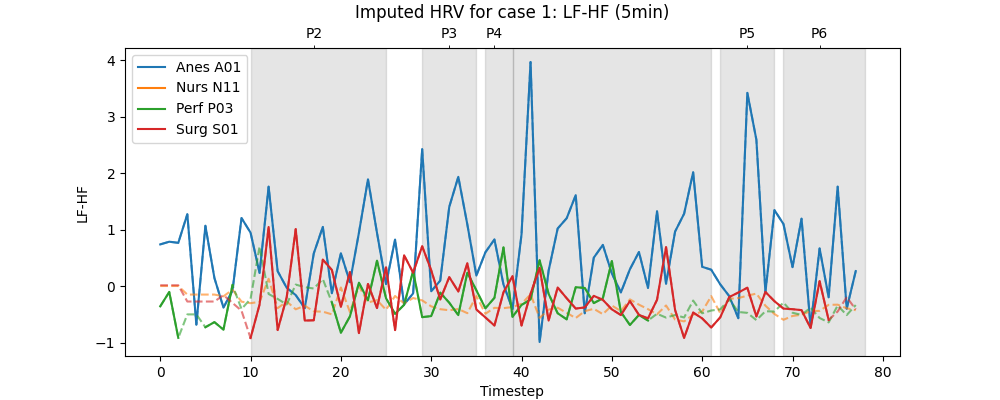 Imputed HRV for case 1: LF-HF (5min)
P2 P3 P4 P5 P6
Anes A01
Nurs N11
Perf P03
Surg S01
LF-HF
4
3
2
1
0
−1
0 10 20 30 40 50 60 70 80
Timestep